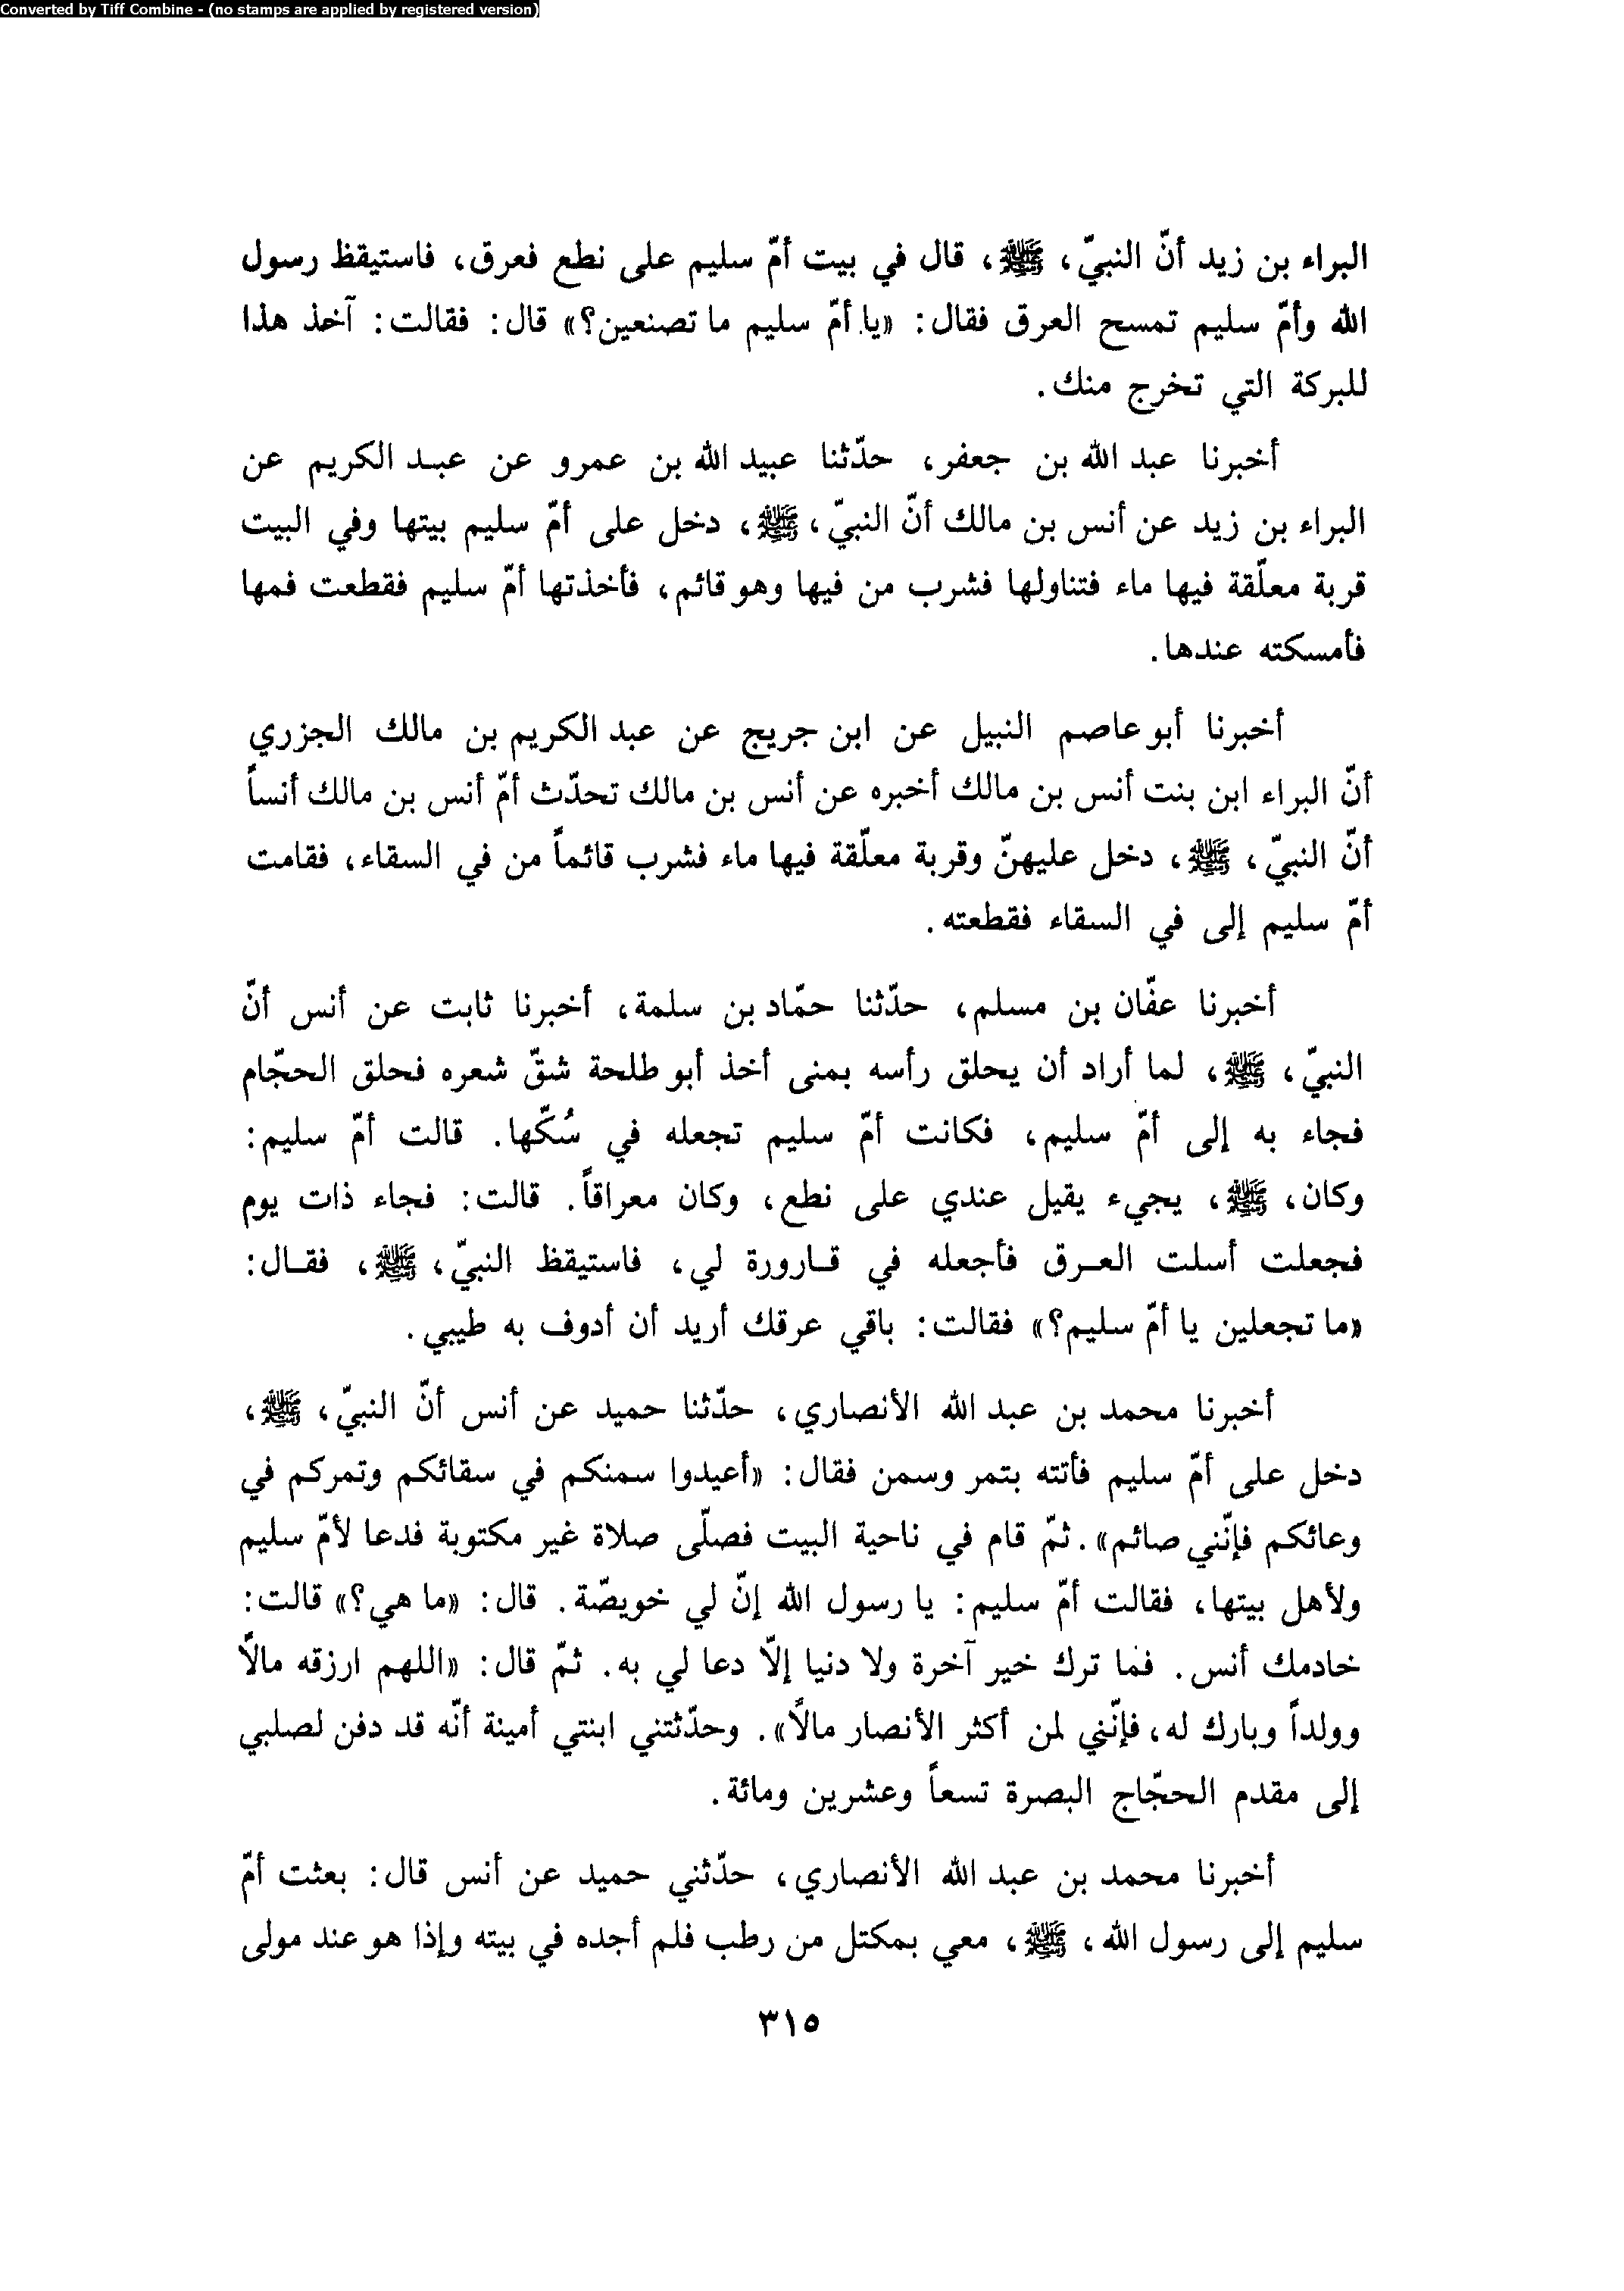 Converted by Tiff Combine - (no stamps are applied by registered version)
البراء بن زيد أنّ النبيّ، ﷺ، قال في بيت أمّ سليم على نطع فعرق، فاستيقظ رسول
الله وأمّ سليم تمسح العرق فقال: «يا أمّ سليم ما تصنعين؟» قال: فقالت: آخذ هذا
للبركة التي تخرج منك.
أخبرنا عبد الله بن جعفر، حدّثنا عبيد الله بن عمرو عن عبد الكريم عن
البراء بن زيد عن أنس بن مالك أنّ النبيّ، ﷺ، دخل على أمّ سليم بيتها وفي البيت
قربة معلّقة فيها ماء فتناولها فشرب من فيها وهو قائم، فأخذتها أمّ سليم فقطعت فمها
فأمسكته عندها.
أخبرنا أبو عاصم النبيل عن ابن جريج عن عبد الكريم بن مالك الجزري
أنّ البراء ابن بنت أنس بن مالك أخبره عن أنس بن مالك تحدّث أمّ أنس بن مالك أنساً
أنّ النبيّ، ﷺ، دخل عليهنّ وقربة معلّقة فيها ماء فشرب قائماً من في السقاء، فقامت
أمّ سليم إلى في السقاء فقطعته.
أخبرنا عفّان بن مسلم، حدّثنا حمّاد بن سلمة، أخبرنا ثابت عن أنس أنّ
النبيّ، ﷺ، لما أراد أن يحلق رأسه بمنى أخذ أبو طلحة شقّ شعره فحلق الحجّام
فجاء به إلى أمّ سليم، فكانت أمّ سليم تجعله في سُكّها. قالت أمّ سليم:
وكان، ﷺ، يجيء يقيل عندي على نطع، وكان معراقاً. قالت: فجاء ذات يوم
فجعلت أسلت العرق فأجعله في قارورة لي، فاستيقظ النبيّ، ﷺ، فقال:
«ما تجعلين يا أمّ سليم؟» فقالت: باقي عرقك أريد أن أدوف به طيبي.
أخبرنا محمد بن عبد الله الأنصاري، حدّثنا حميد عن أنس أنّ النبيّ، ﷺ،
دخل على أمّ سليم فأتته بتمر وسمن فقال: «أعيدوا سمنكم في سقائكم وتمركم في
وعائكم فإنّني صائم». ثمّ قام في ناحية البيت فصلّى صلاة غير مكتوبة فدعا لأمّ سليم
ولأهل بيتها، فقالت أمّ سليم: يا رسول الله إنّ لي خويصّة. قال: «ما هي؟» قالت:
خادمك أنس. فما ترك خير آخرة ولا دنيا إلّا دعا لي به. ثمّ قال: «اللهم ارزقه مالاً
وولداً وبارك له، فإنّني لمن أكثر الأنصار مالاً». وحدّثتني ابنتي أمينة أنّه قد دفن لصلبي
إلى مقدم الحجّاج البصرة تسعاً وعشرين ومائة.
أخبرنا محمد بن عبد الله الأنصاري، حدّثني حميد عن أنس قال: بعثت أمّ
سليم إلى رسول الله، ﷺ، معي بمكتل من رطب فلم أجده في بيته وإذا هو عند مولى
٣١٥